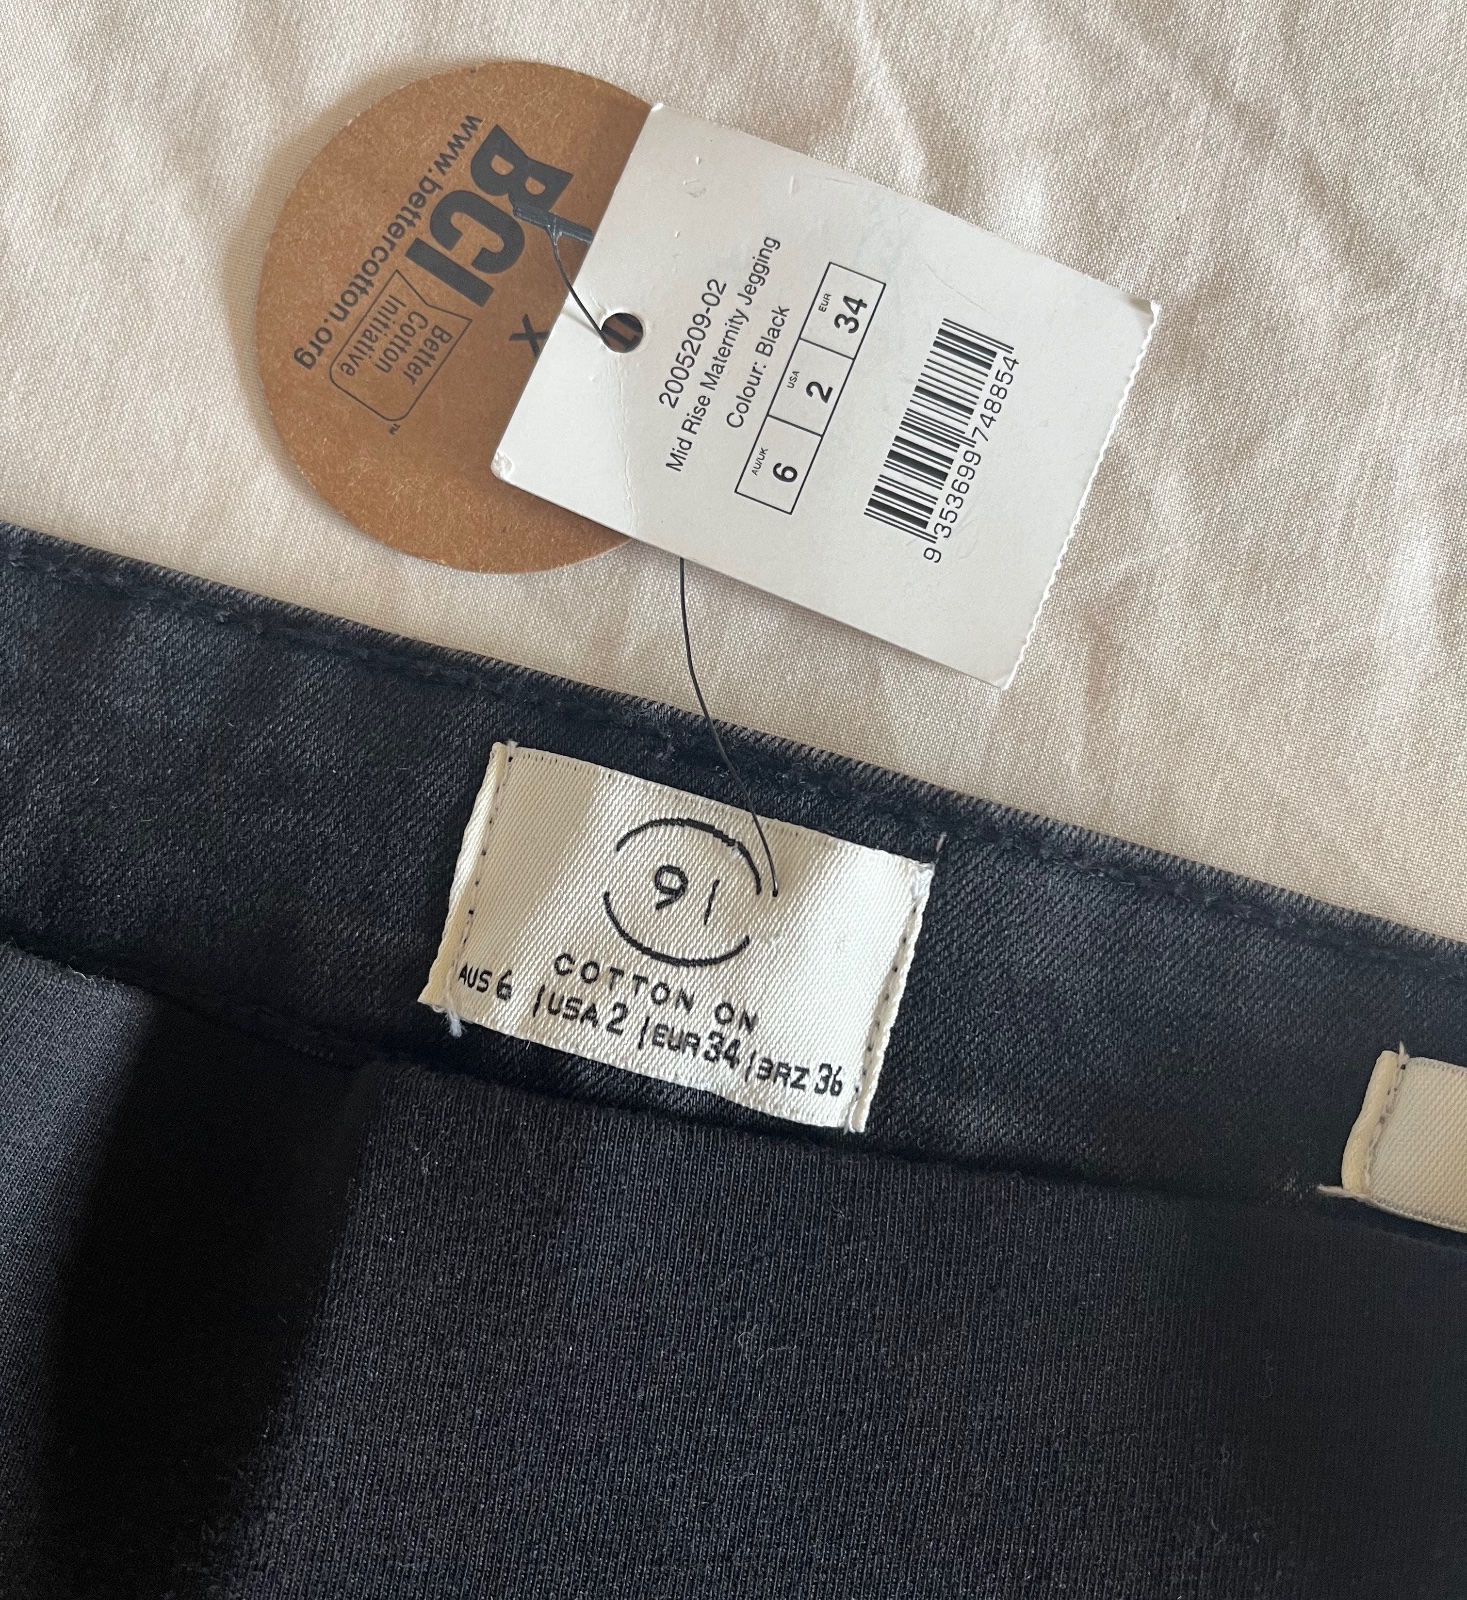 www.bettercotton.org
BCI
Better
Cotton
Initiative
TM
x
2005209-02
Mid Rise Maternity Jegging
Colour: Black
AU/UK USA EUR
6 2 34
9 353699 748854
91
COTTON ON
AUS 6 | USA 2 | EUR 34 | BRZ 36